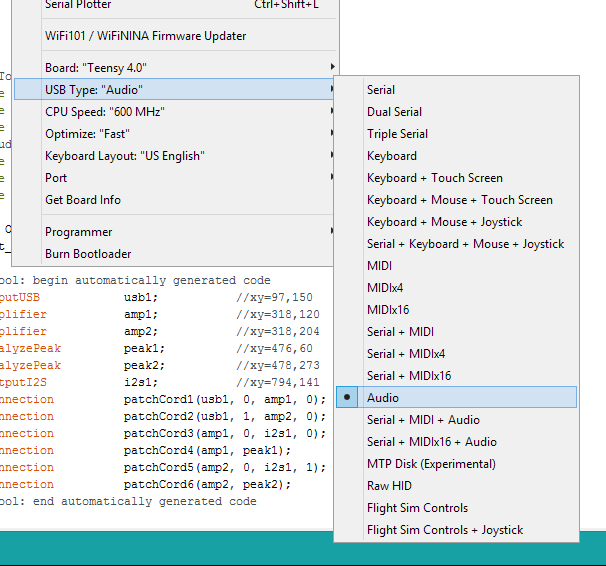 Serial Plotter Ctrl+Shift+L
WiFi101 / WiFiNINA Firmware Updater
Board: "Teensy 4.0"
USB Type: "Audio"
CPU Speed: "600 MHz"
Optimize: "Fast"
Keyboard Layout: "US English"
Port
Get Board Info
Programmer
Burn Bootloader
Serial
Dual Serial
Triple Serial
Keyboard
Keyboard + Touch Screen
Keyboard + Mouse + Touch Screen
Keyboard + Mouse + Joystick
Serial + Keyboard + Mouse + Joystick
MIDI
MIDIx4
MIDIx16
Serial + MIDI
Serial + MIDIx4
Serial + MIDIx16
Audio
Serial + MIDI + Audio
Serial + MIDIx16 + Audio
MTP Disk (Experimental)
Raw HID
Flight Sim Controls
Flight Sim Controls + Joystick
ool: begin automatically generated code
putUSB usb1; //xy=97,150
plifier amp1; //xy=318,120
plifier amp2; //xy=318,204
alyzePeak peak1; //xy=476,60
alyzePeak peak2; //xy=478,273
tputI2S i2s1; //xy=794,141
nnection patchCord1(usb1, 0, amp1, 0);
nnection patchCord2(usb1, 1, amp2, 0);
nnection patchCord3(amp1, 0, i2s1, 0);
nnection patchCord4(amp1, peak1);
nnection patchCord5(amp2, 0, i2s1, 1);
nnection patchCord6(amp2, peak2);
ool: end automatically generated code